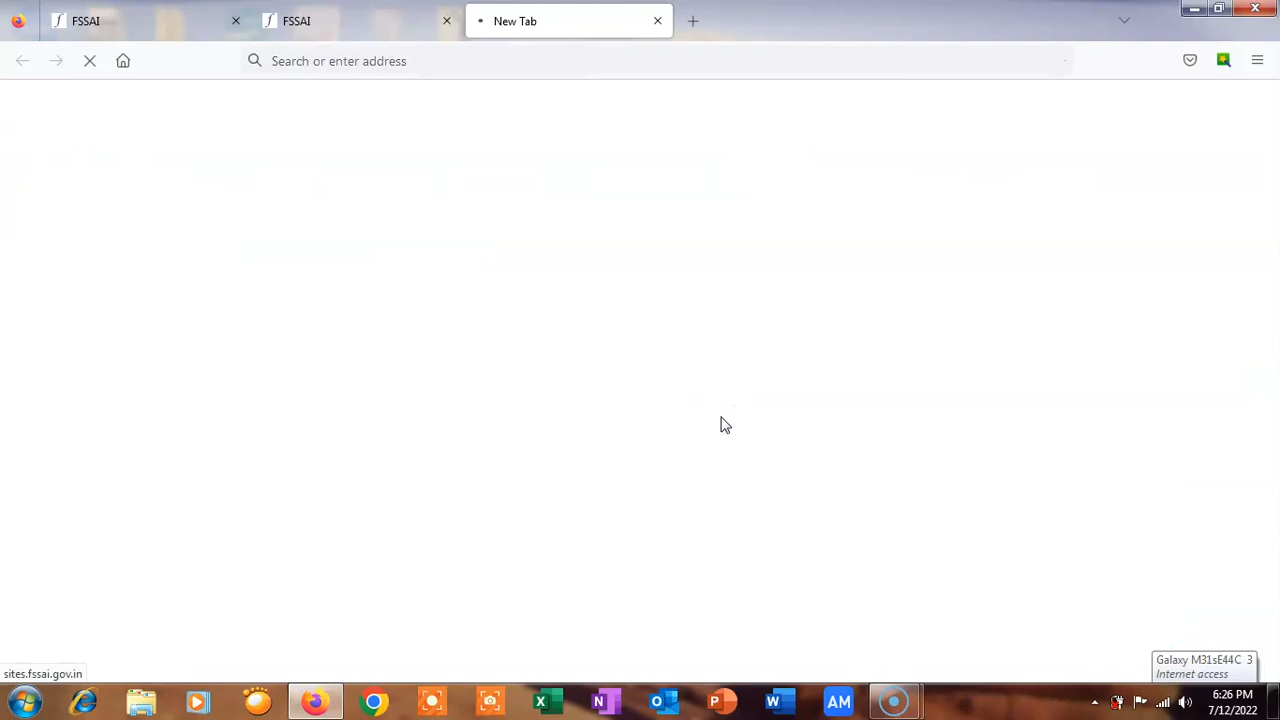 FSSAI
FSSAI
New Tab
Search or enter address
sites.fssai.gov.in
Galaxy M31sE44C 3
Internet access
N
P
W
AM
6:26 PM
7/12/2022